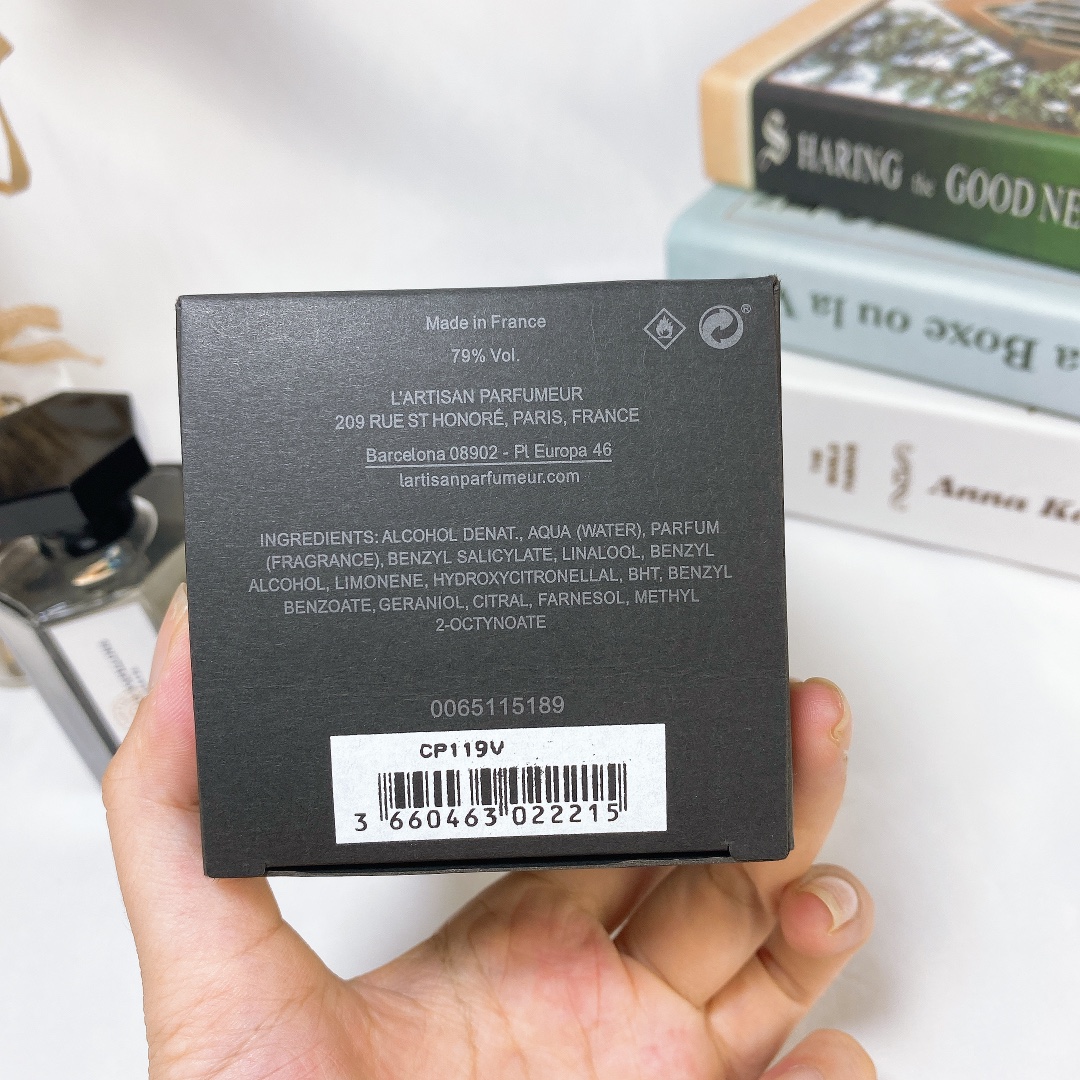 Made in France
®
79% Vol.
L'ARTISAN PARFUMEUR
209 RUE ST HONORÉ, PARIS, FRANCE
Barcelona 08902 - Pl Europa 46
lartisanparfumeur.com
INGREDIENTS: ALCOHOL DENAT., AQUA (WATER), PARFUM
(FRAGRANCE), BENZYL SALICYLATE, LINALOOL, BENZYL
ALCOHOL, LIMONENE, HYDROXYCITRONELLAL, BHT, BENZYL
BENZOATE, GERANIOL, CITRAL, FARNESOL, METHYL
2-OCTYNOATE
0065115189
CP119V
3 660463 022215
SHARING the GOOD NE
a Boxe ou la V
Anna K